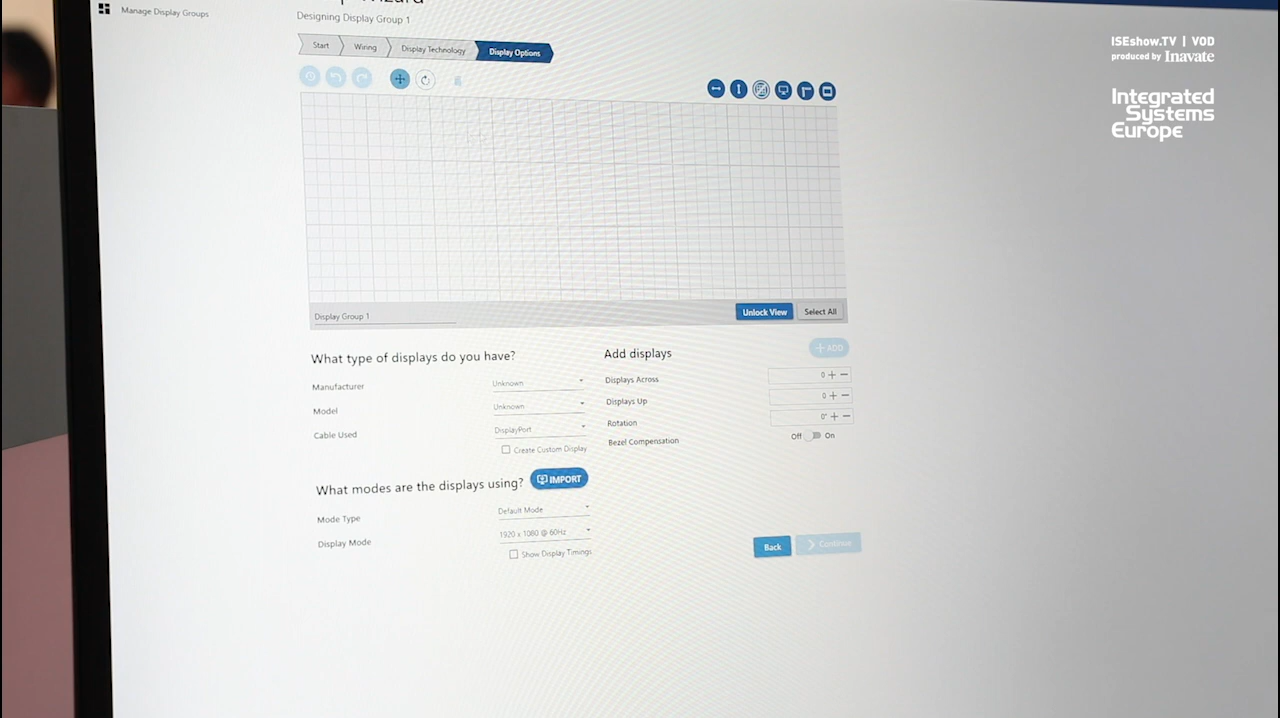 Manage Display Groups
Designing Display Group 1
Start
Wiring
Display Technology
Display Options
ISEshow.TV | VOD
produced by Inavate
Integrated
Systems
Europe
Display Group 1
Unlock View
Select All
What type of displays do you have?
Manufacturer
Unknown
Model
Unknown
Cable Used
DisplayPort
Create Custom Display
Add displays
+ ADD
Displays Across
0 + −
Displays Up
0 + −
Rotation
0° + −
Bezel Compensation
Off On
What modes are the displays using?
IMPORT
Mode Type
Default Mode
Display Mode
1920 x 1080 @ 60Hz
Show Display Timings
Back
Continue